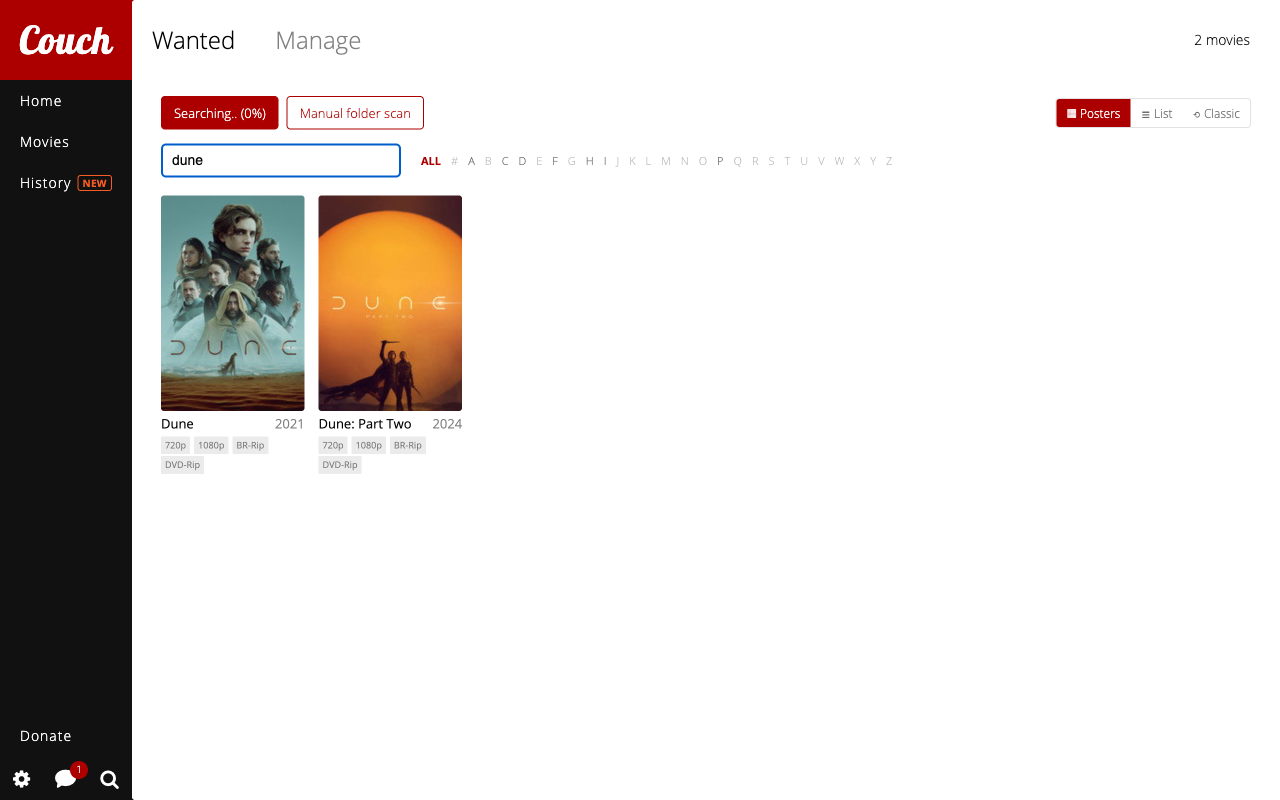 Couch
Wanted Manage
2 movies
Home
Movies
History NEW
Searching.. (0%) Manual folder scan
Posters List Classic
dune
ALL # A B C D E F G H I J K L M N O P Q R S T U V W X Y Z
DUNE
DUNE
PART TWO
Dune 2021
720p 1080p BR-Rip
DVD-Rip
Dune: Part Two 2024
720p 1080p BR-Rip
DVD-Rip
Donate
1